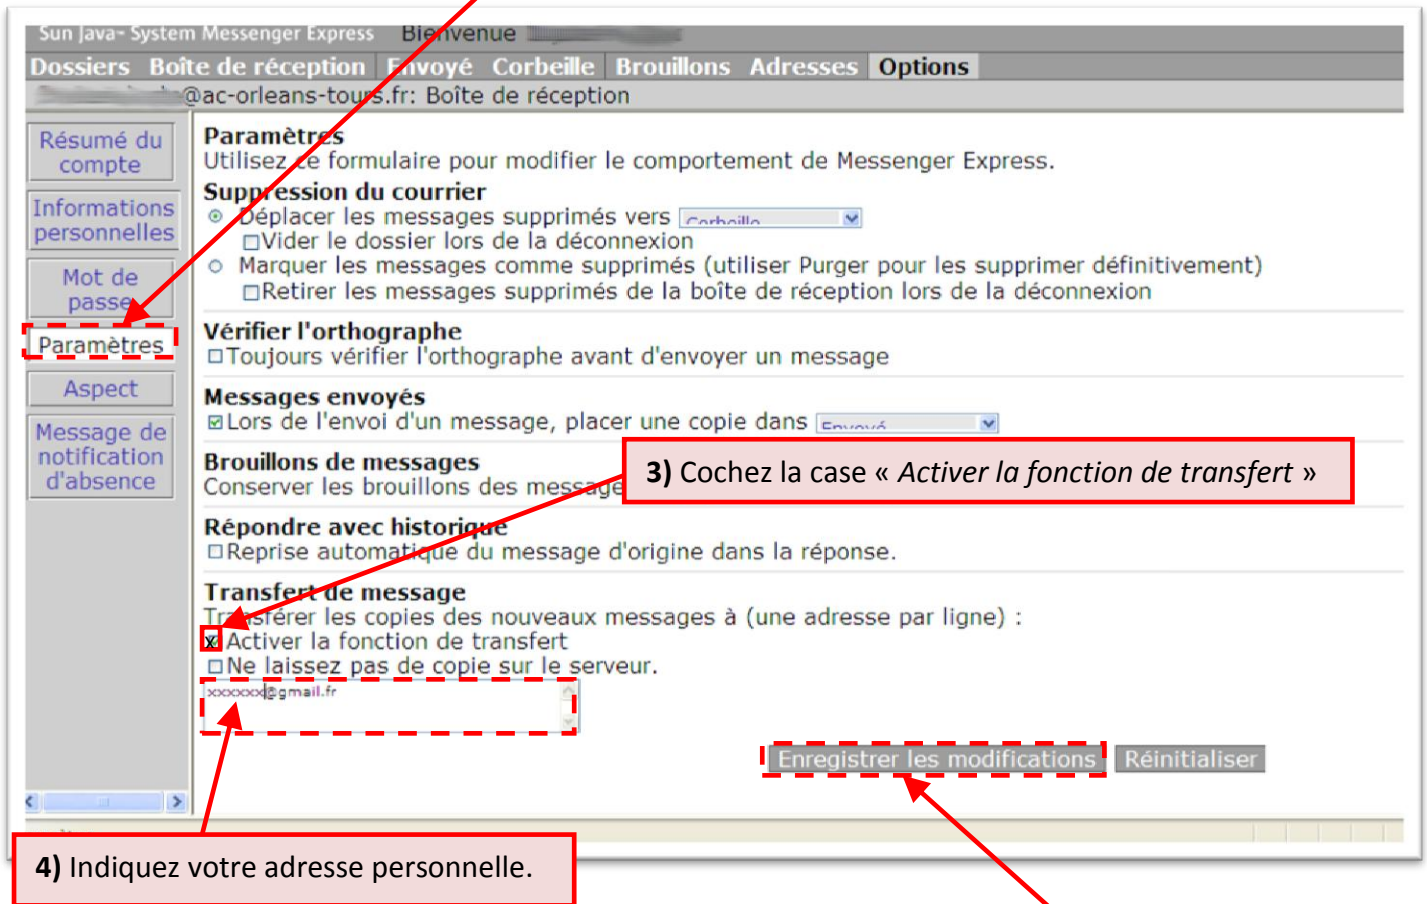 Sun Java- System Messenger Express Bienvenue
Dossiers Boîte de réception Envoyé Corbeille Brouillons Adresses Options
@ac-orleans-tours.fr: Boîte de réception
Résumé du
compte
Informations
personnelles
Mot de
passe
Paramètres
Aspect
Message de
notification
d'absence
Paramètres
Utilisez ce formulaire pour modifier le comportement de Messenger Express.
Suppression du courrier
Déplacer les messages supprimés vers Corbeille
Vider le dossier lors de la déconnexion
Marquer les messages comme supprimés (utiliser Purger pour les supprimer définitivement)
Retirer les messages supprimés de la boîte de réception lors de la déconnexion
Vérifier l'orthographe
Toujours vérifier l'orthographe avant d'envoyer un message
Messages envoyés
Lors de l'envoi d'un message, placer une copie dans Envoyé
Brouillons de messages
Conserver les brouillons des message
3) Cochez la case « Activer la fonction de transfert »
Répondre avec historique
Reprise automatique du message d'origine dans la réponse.
Transfert de message
Transférer les copies des nouveaux messages à (une adresse par ligne) :
x Activer la fonction de transfert
Ne laissez pas de copie sur le serveur.
xxxxxx@gmail.fr
Enregistrer les modifications Réinitialiser
4) Indiquez votre adresse personnelle.